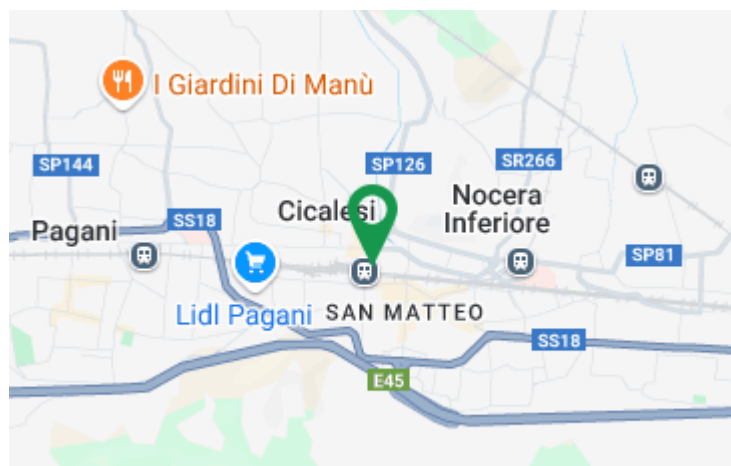 I Giardini Di Manù
SP144
SP126
SR266
Cicalesi
Nocera
Inferiore
Pagani
SS18
SP81
Lidl Pagani
SAN MATTEO
SS18
E45